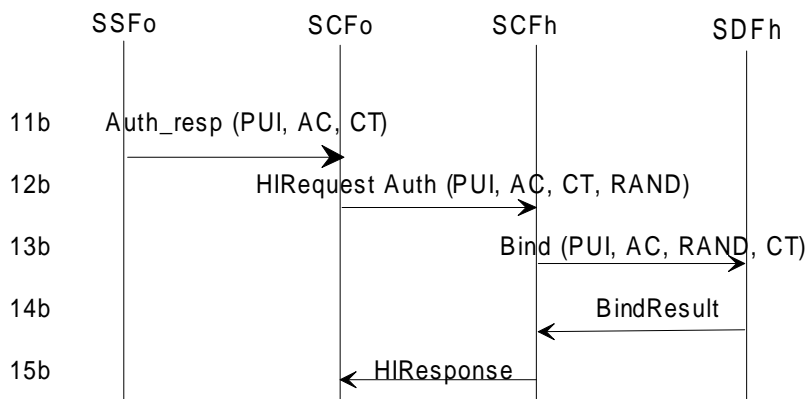 SSFo SCFo SCFh SDFh
11b Auth_resp (PUI, AC, CT)
12b HIRequest Auth (PUI, AC, CT, RAND)
13b Bind (PUI, AC, RAND, CT)
14b BindResult
15b HIResponse